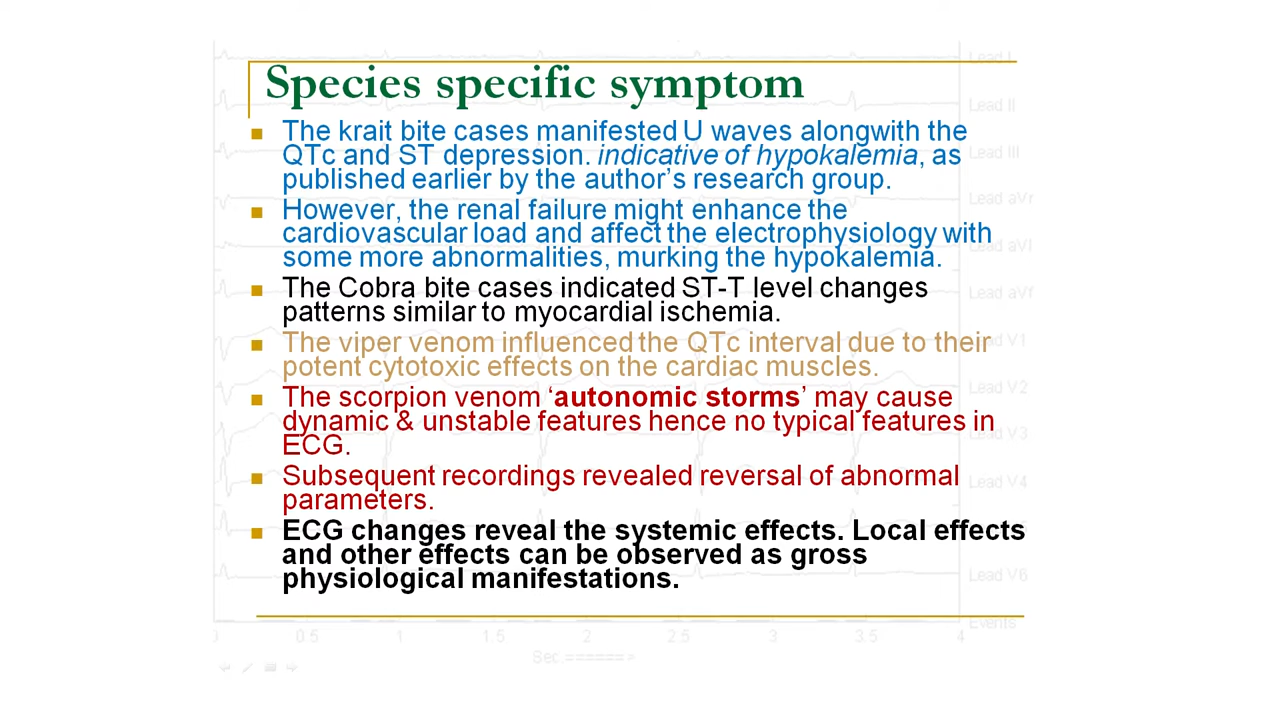 Species specific symptom
The krait bite cases manifested U waves alongwith the
QTc and ST depression. indicative of hypokalemia, as
published earlier by the author's research group.
However, the renal failure might enhance the
cardiovascular load and affect the electrophysiology with
some more abnormalities, murking the hypokalemia.
The Cobra bite cases indicated ST-T level changes
patterns similar to myocardial ischemia.
The viper venom influenced the QTc interval due to their
potent cytotoxic effects on the cardiac muscles.
The scorpion venom ‘autonomic storms’ may cause
dynamic & unstable features hence no typical features in
ECG.
Subsequent recordings revealed reversal of abnormal
parameters.
ECG changes reveal the systemic effects. Local effects
and other effects can be observed as gross
physiological manifestations.
Lead I
Lead II
Lead III
Lead aVr
Lead aVl
Lead aVf
Lead V1
Lead V2
Lead V3
Lead V4
Lead V6
Events
0 0.5 1 1.5 2 2.5 3 3.5 4
Sec ======>